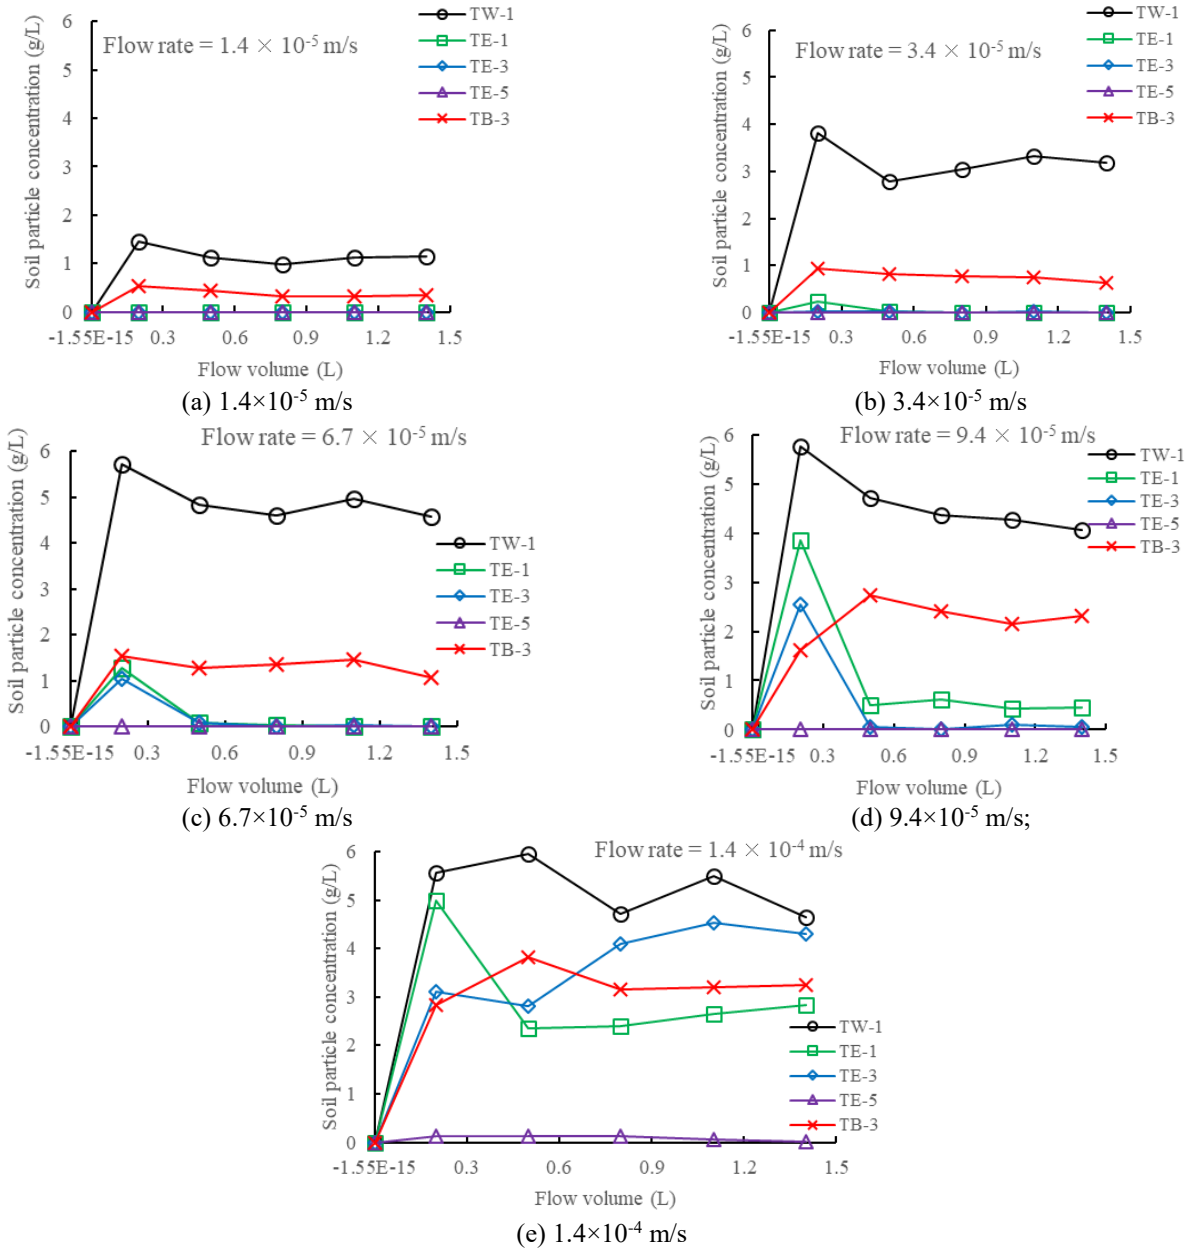 Soil particle concentration (g/L)
6
5
4
3
2
1
0
Flow rate = 1.4 × 10-5 m/s
TW-1
TE-1
TE-3
TE-5
TB-3
-1.55E-15 0.3 0.6 0.9 1.2 1.5
Flow volume (L)
(a) 1.4×10-5 m/s
Soil particle concentration (g/L)
6
5
4
3
2
1
0
Flow rate = 3.4 × 10-5 m/s
TW-1
TE-1
TE-3
TE-5
TB-3
-1.55E-15 0.3 0.6 0.9 1.2 1.5
Flow volume (L)
(b) 3.4×10-5 m/s
Soil particle concentration (g/L)
6
5
4
3
2
1
0
Flow rate = 6.7 × 10-5 m/s
TW-1
TE-1
TE-3
TE-5
TB-3
-1.55E-15 0.3 0.6 0.9 1.2 1.5
Flow volume (L)
(c) 6.7×10-5 m/s
Soil particle concentration (g/L)
6
5
4
3
2
1
0
Flow rate = 9.4 × 10-5 m/s
TW-1
TE-1
TE-3
TE-5
TB-3
-1.55E-15 0.3 0.6 0.9 1.2 1.5
Flow volume (L)
(d) 9.4×10-5 m/s;
Soil particle concentration (g/L)
6
5
4
3
2
1
0
Flow rate = 1.4 × 10-4 m/s
TW-1
TE-1
TE-3
TE-5
TB-3
-1.55E-15 0.3 0.6 0.9 1.2 1.5
Flow volume (L)
(e) 1.4×10-4 m/s